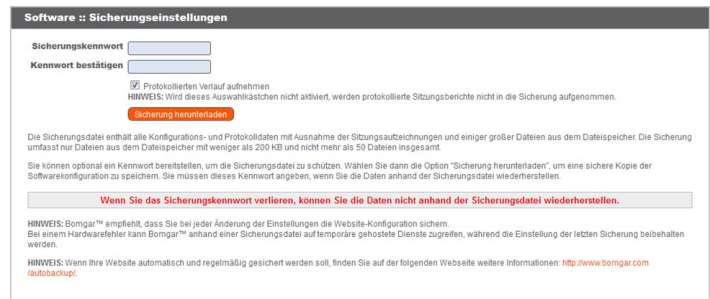 Software :: Sicherungseinstellungen
Sicherungskennwort
Kennwort bestätigen
Protokollierten Verlauf aufnehmen
HINWEIS: Wird dieses Auswahlkästchen nicht aktiviert, werden protokollierte Sitzungsberichte nicht in die Sicherung aufgenommen.
Sicherung herunterladen
Die Sicherungsdatei enthält alle Konfigurations- und Protokolldaten mit Ausnahme der Sitzungsaufzeichnungen und einiger großer Dateien aus dem Dateispeicher. Die Sicherung
umfasst nur Dateien aus dem Dateispeicher mit weniger als 200 KB und nicht mehr als 50 Dateien insgesamt.
Sie können optional ein Kennwort bereitstellen, um die Sicherungsdatei zu schützen. Wählen Sie dann die Option "Sicherung herunterladen", um eine sichere Kopie der
Softwarekonfiguration zu speichern. Sie müssen dieses Kennwort angeben, wenn Sie die Daten anhand der Sicherungsdatei wiederherstellen.
Wenn Sie das Sicherungskennwort verlieren, können Sie die Daten nicht anhand der Sicherungsdatei wiederherstellen.
HINWEIS: Bomgar™ empfiehlt, dass Sie bei jeder Änderung der Einstellungen die Website-Konfiguration sichern.
Bei einem Hardwarefehler kann Bomgar™ anhand einer Sicherungsdatei auf temporäre gehostete Dienste zugreifen, während die Einstellung der letzten Sicherung beibehalten
werden.
HINWEIS: Wenn Ihre Website automatisch und regelmäßig gesichert werden soll, finden Sie auf der folgenden Webseite weitere Informationen: http://www.bomgar.com
/autobackup/.